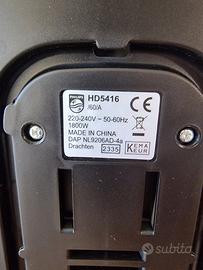 PHILIPS
HD5416
/60/A
220-240V ~ 50-60Hz
1800W
MADE IN CHINA
DAP NL9206AD-4a
Drachten 2335
KEMA
KEUR
CE
subito